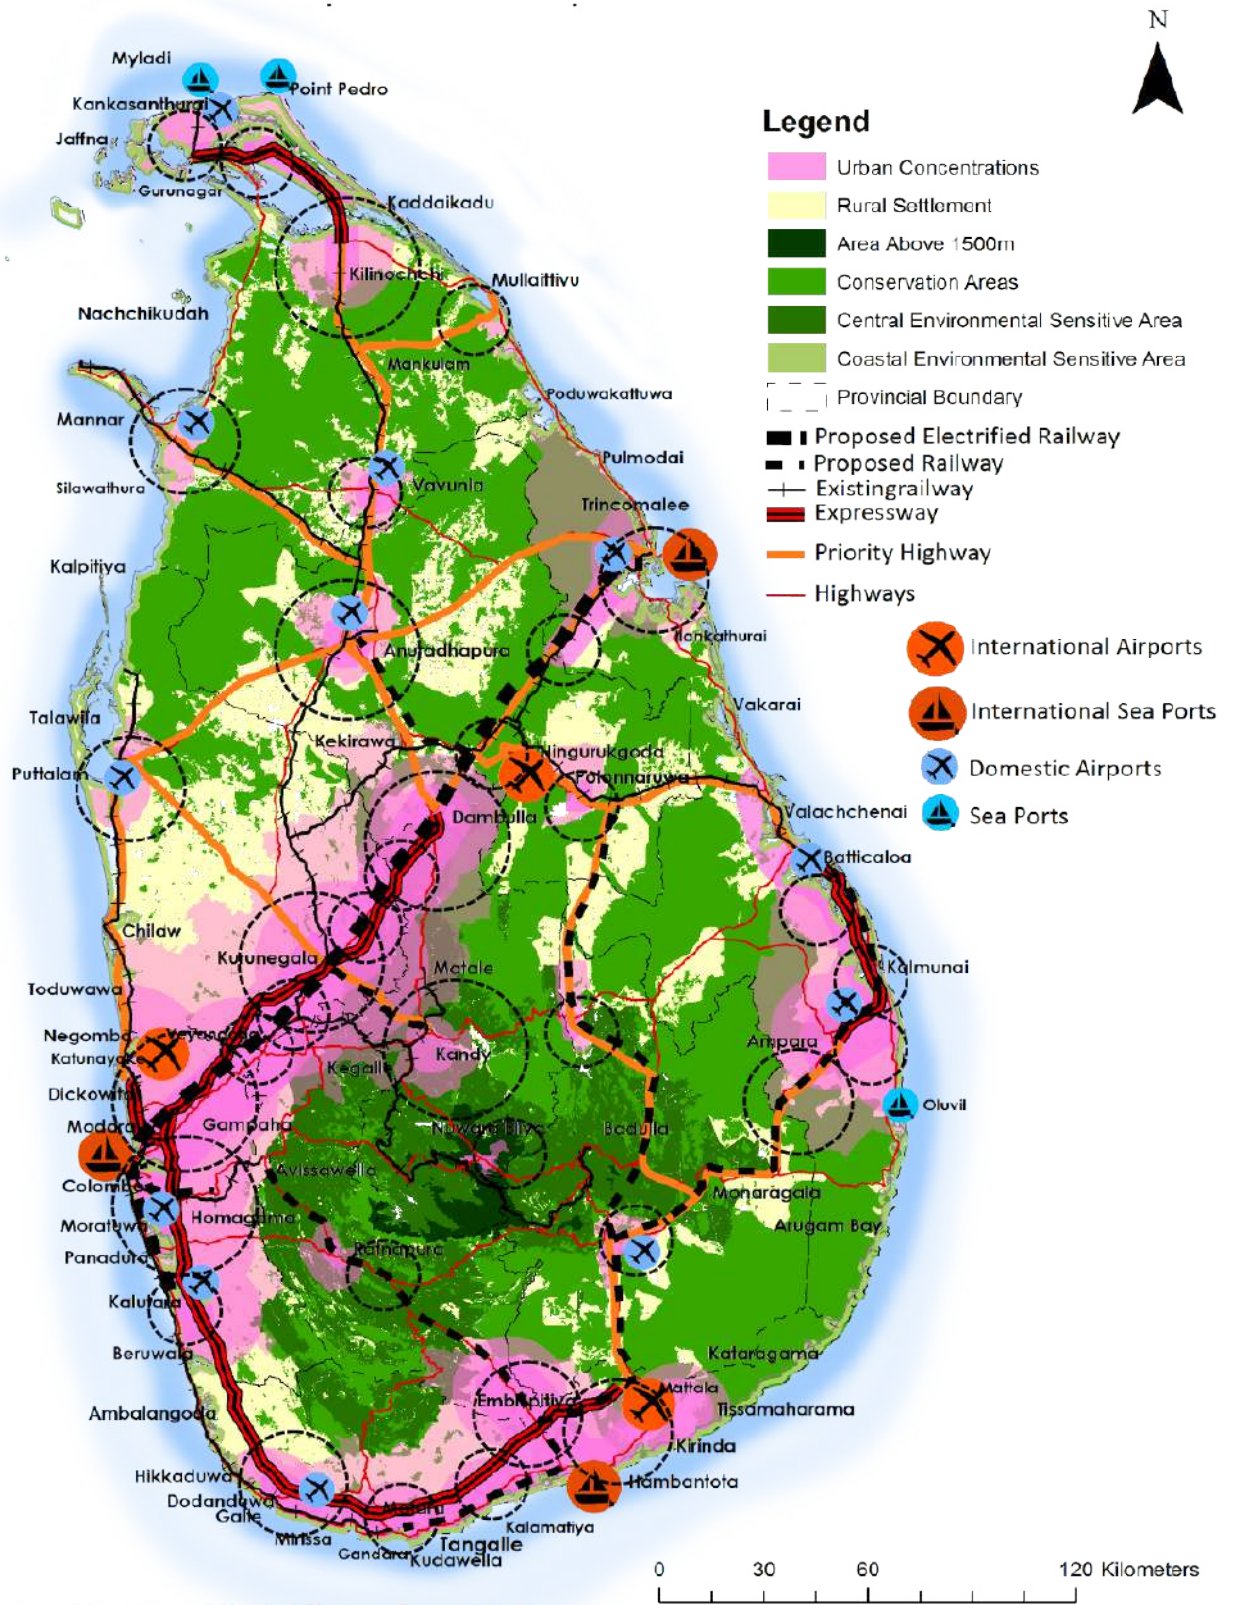 N
Myladi
Point Pedro
Kankasanthurai
Jaffna
Gurunagar
Kaddaikadu
Kilinochchi
Mullaittivu
Nachchikudah
Mankulam
Poduwakattuwa
Mannar
Pulmodai
Silawathura
Vavunia
Trincomalee
Kalpitiya
Anuradhapura
Ilankathurai
Talawila
Vakarai
Kekirawa
Hingurukgoda
Puttalam
Polonnaruwa
Dambulla
Valachchenai
Batticaloa
Chilaw
Kurunegala
Matale
Kalmunai
Toduwawa
Negombo
Veyangoda
Katunayake
Ampara
Kandy
Kegalle
Dickowita
Oluvil
Modara
Gampaha
Nuwara Eliya
Badulla
Avissawella
Colombo
Monaragala
Moratuwa
Homagama
Arugam Bay
Panadura
Ratnapura
Kalutara
Beruwala
Kataragama
Mattala
Embilipitiya
Ambalangoda
Tissamaharama
Kirinda
Hikkaduwa
Hambantota
Dodanduwa
Matara
Galle
Kalamatiya
Mirissa
Tangalle
Gandara
Kudawella
Legend
Urban Concentrations
Rural Settlement
Area Above 1500m
Conservation Areas
Central Environmental Sensitive Area
Coastal Environmental Sensitive Area
Provincial Boundary
Proposed Electrified Railway
Proposed Railway
Existingrailway
Expressway
Priority Highway
Highways
International Airports
International Sea Ports
Domestic Airports
Sea Ports
0 30 60 120 Kilometers